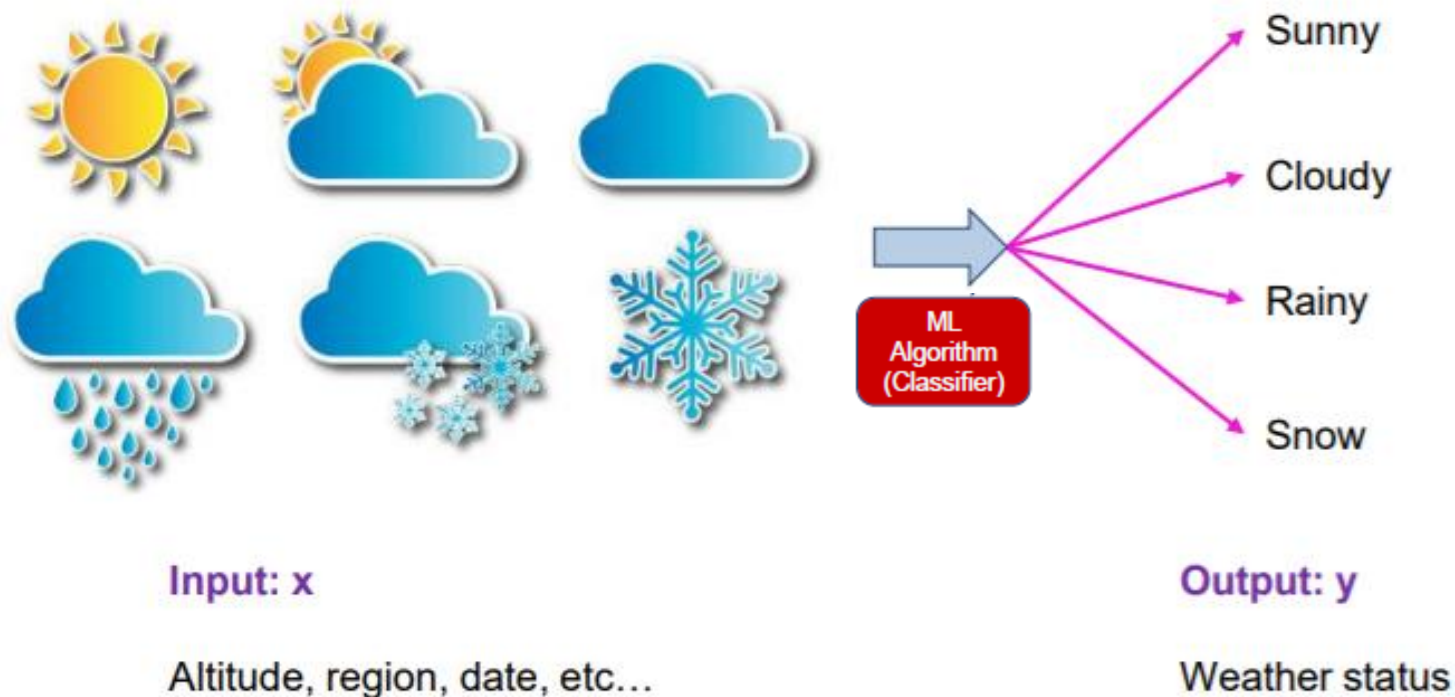 Sunny
Cloudy
Rainy
Snow
ML
Algorithm
(Classifier)
Input: x
Output: y
Altitude, region, date, etc…
Weather status